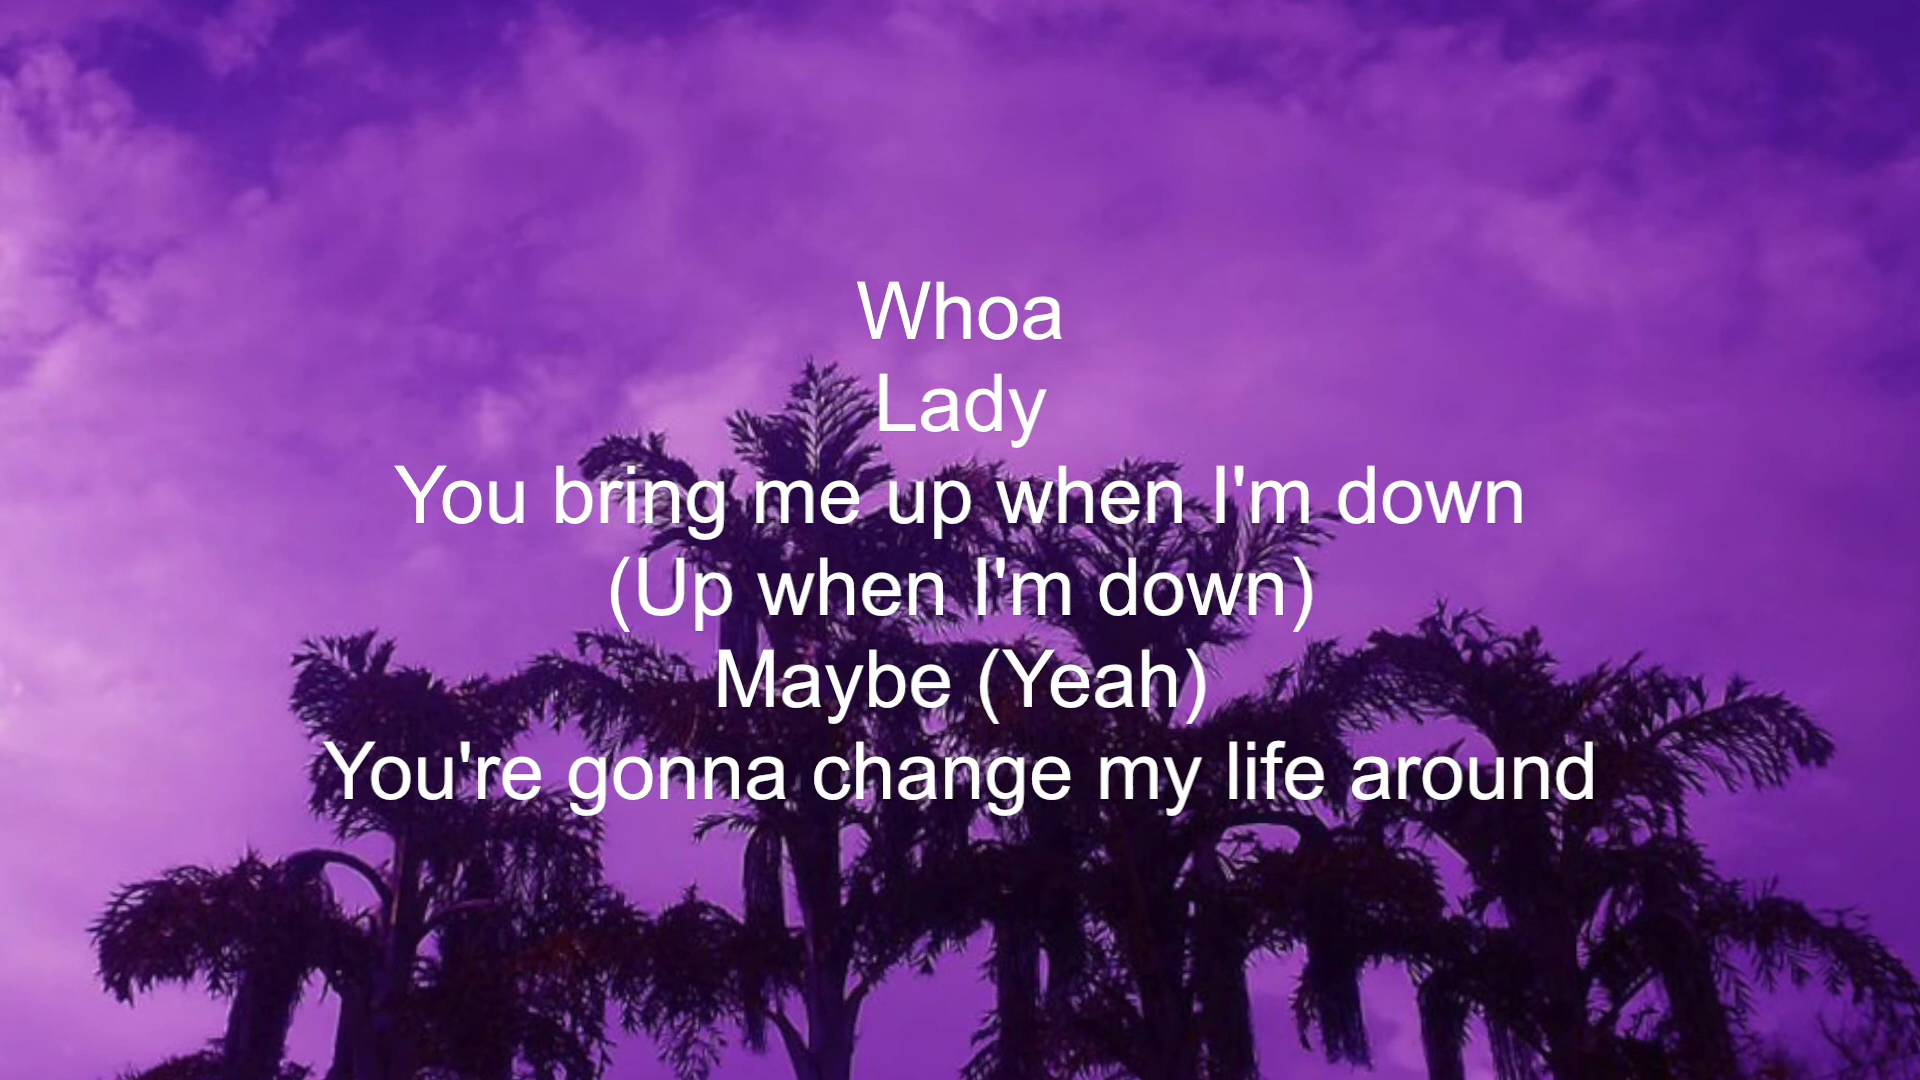 Whoa
Lady
You bring me up when I'm down
(Up when I'm down)
Maybe (Yeah)
You're gonna change my life around